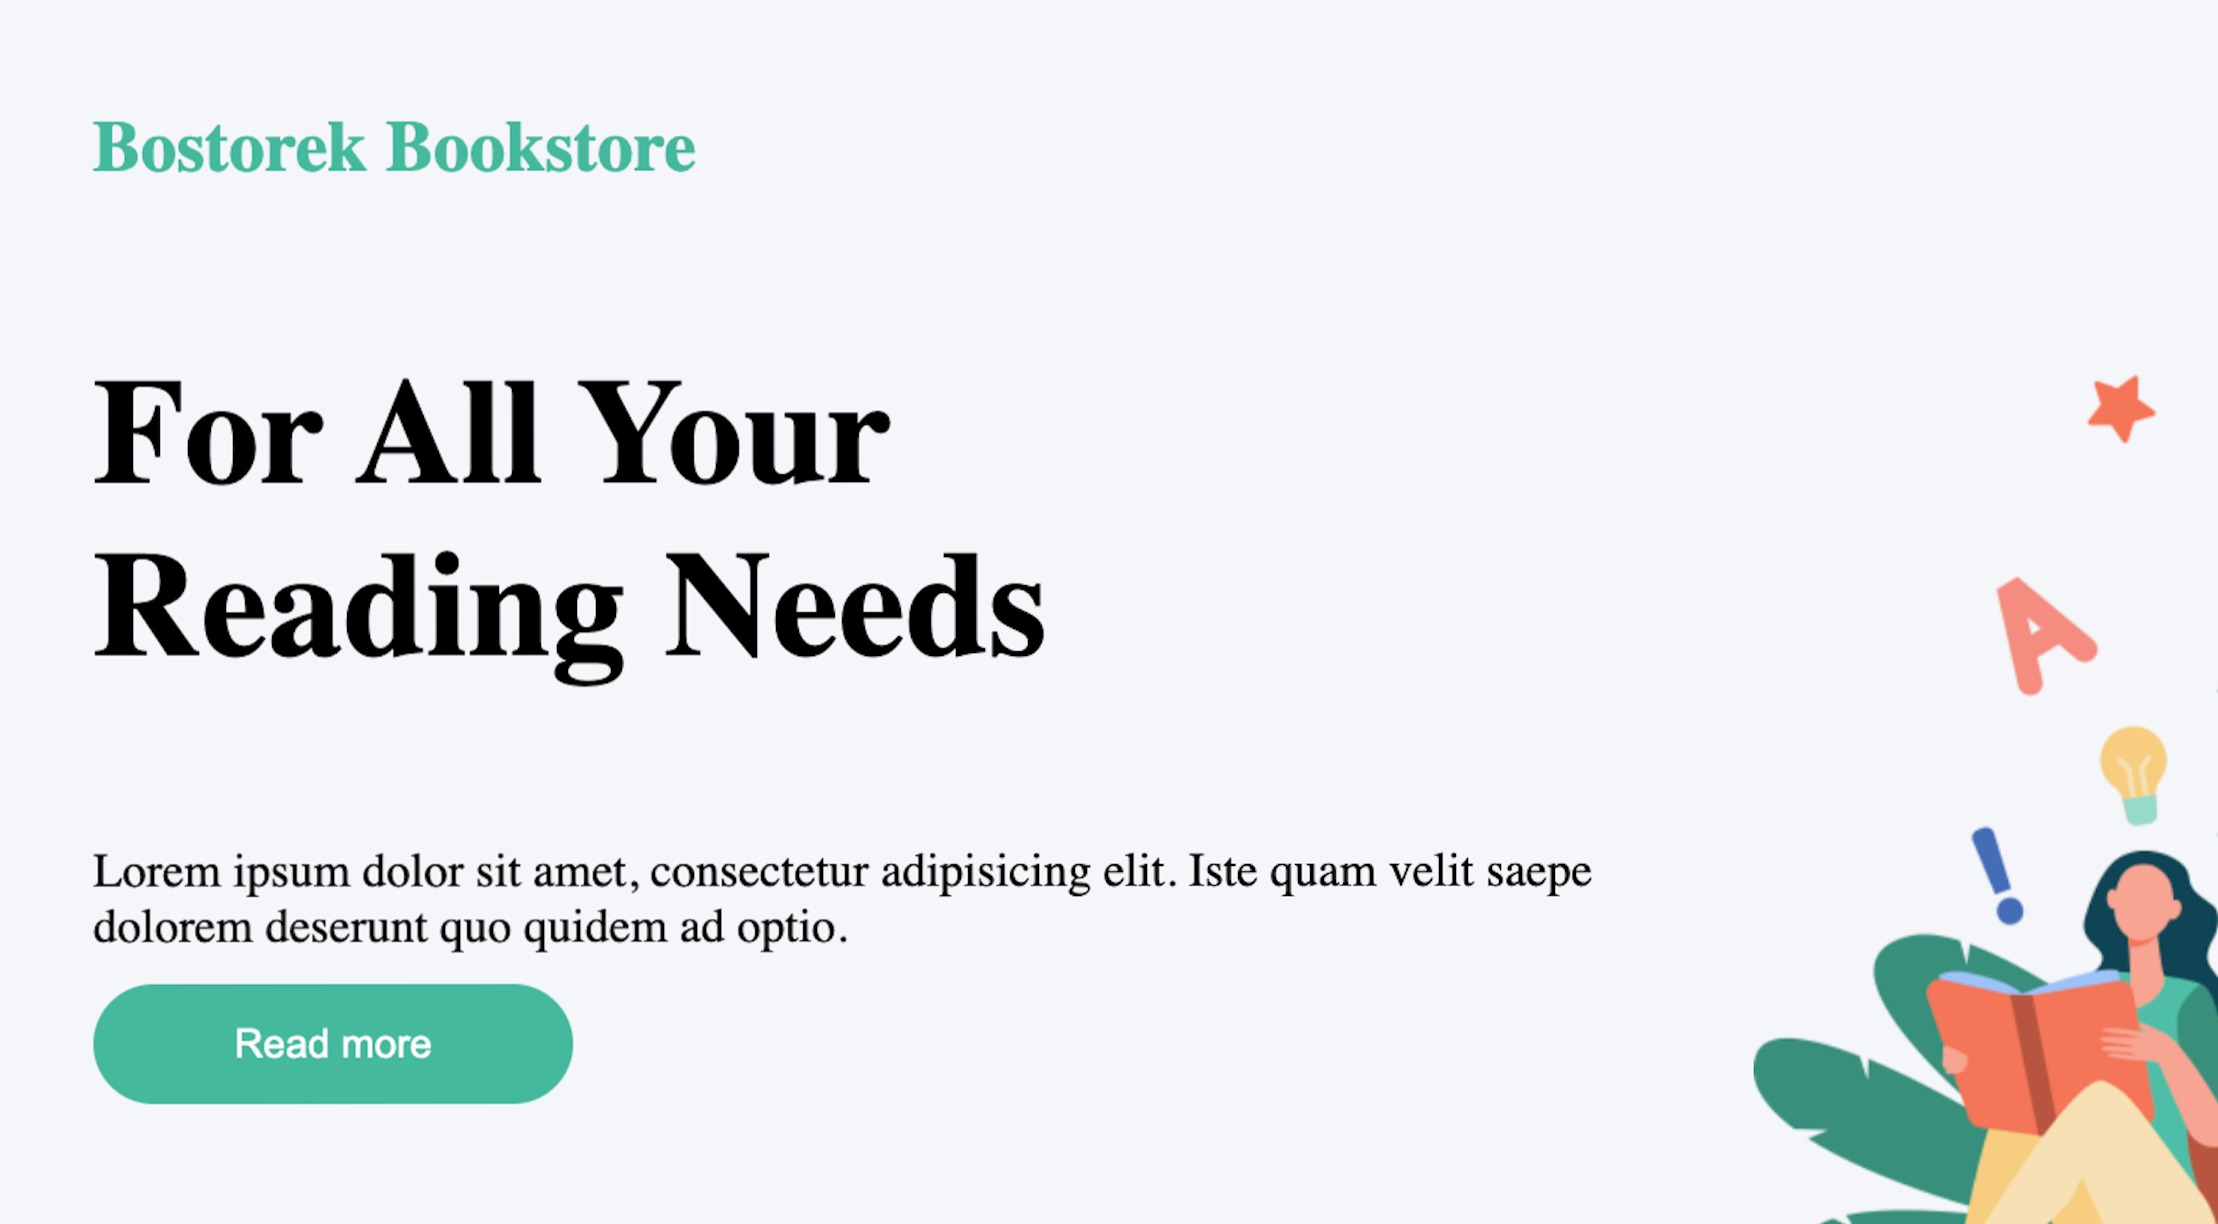 Bostorek Bookstore
For All Your
Reading Needs
A
!
Lorem ipsum dolor sit amet, consectetur adipisicing elit. Iste quam velit saepe
dolorem deserunt quo quidem ad optio.
Read more